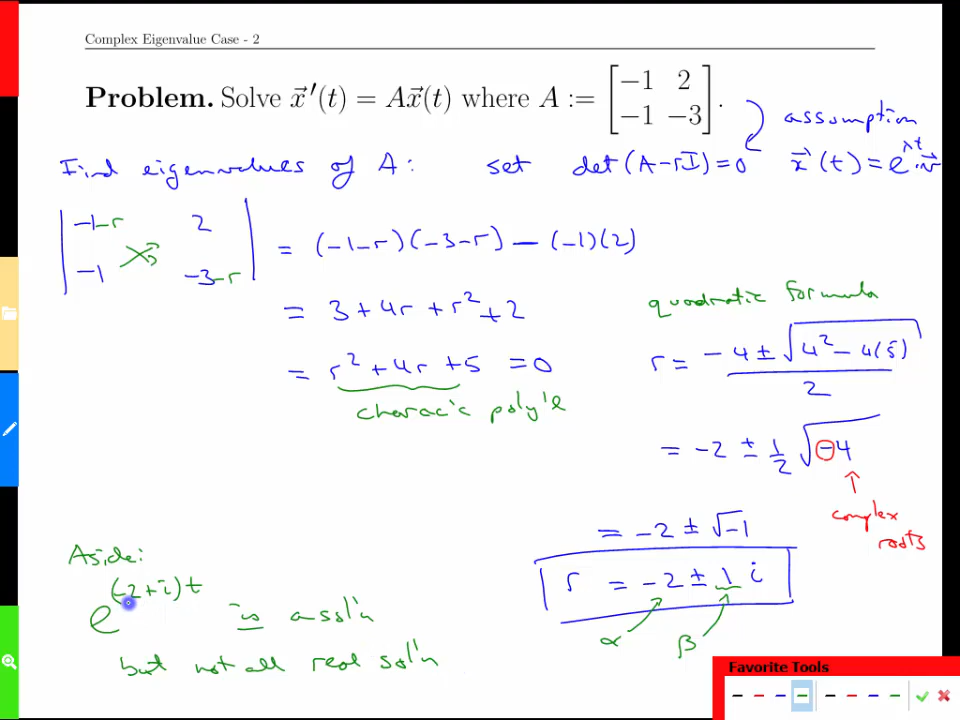 Complex Eigenvalue Case - 2
Problem. Solve x⃗ ′(t) = Ax⃗(t) where A := [−1 2; −1 −3].
assumption
Find eigenvalues of A: set det(A-rI)=0 x⃗(t)=e^{λt}v⃗
|-1-r 2|
|-1 -3-r|
= (-1-r)(-3-r) - (-1)(2)
= 3+4r+r²+2
= r²+4r+5 =0
charac'c poly'l
quadratic formula
r = (-4 ± √(4²-4(5)))/2
= -2 ± 1/2 √-4
complex
roots
= -2 ± √-1
r = -2 ± 1 i
α β
Aside:
e^{(-2+i)t} is a sol'n
but not all real sol'n
Favorite Tools